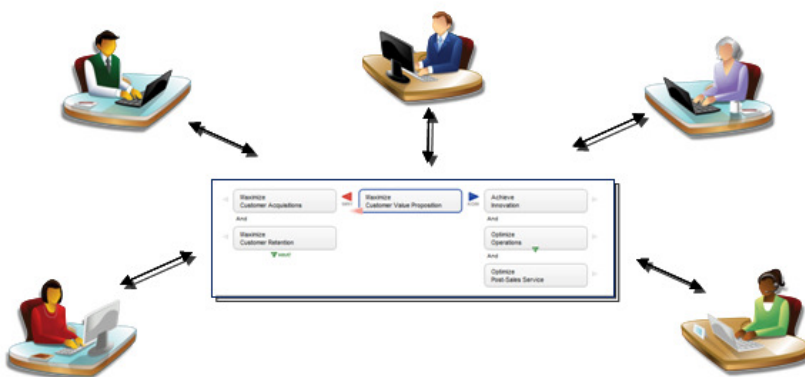 Maximize
Customer Acquisitions
And
Maximize
Customer Retention
Maximize
Customer Value Proposition
Achieve
Innovation
And
Optimize
Operations
And
Optimize
Post-Sales Service